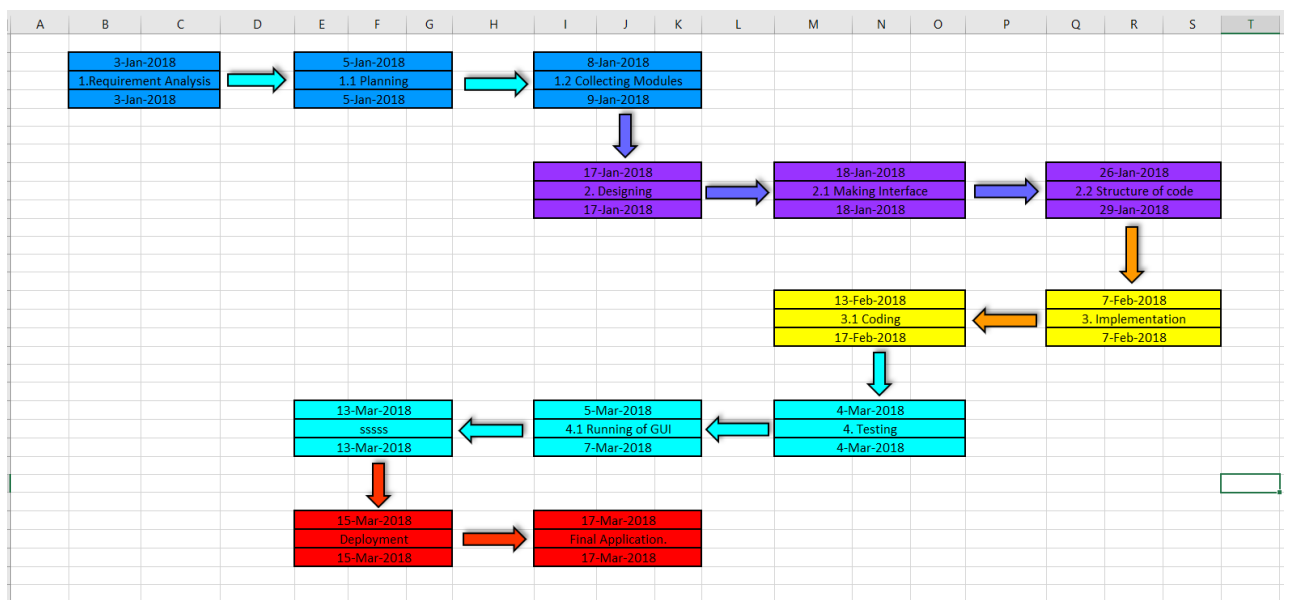 A B C D E F G H I J K L M N O P Q R S T
3-Jan-2018 5-Jan-2018 8-Jan-2018
1.Requirement Analysis 1.1 Planning 1.2 Collecting Modules
3-Jan-2018 5-Jan-2018 9-Jan-2018
17-Jan-2018 18-Jan-2018 26-Jan-2018
2. Designing 2.1 Making Interface 2.2 Structure of code
17-Jan-2018 18-Jan-2018 29-Jan-2018
13-Feb-2018 7-Feb-2018
3.1 Coding 3. Implementation
17-Feb-2018 7-Feb-2018
13-Mar-2018 5-Mar-2018 4-Mar-2018
sssss 4.1 Running of GUI 4. Testing
13-Mar-2018 7-Mar-2018 4-Mar-2018
15-Mar-2018 17-Mar-2018
Deployment Final Application.
15-Mar-2018 17-Mar-2018